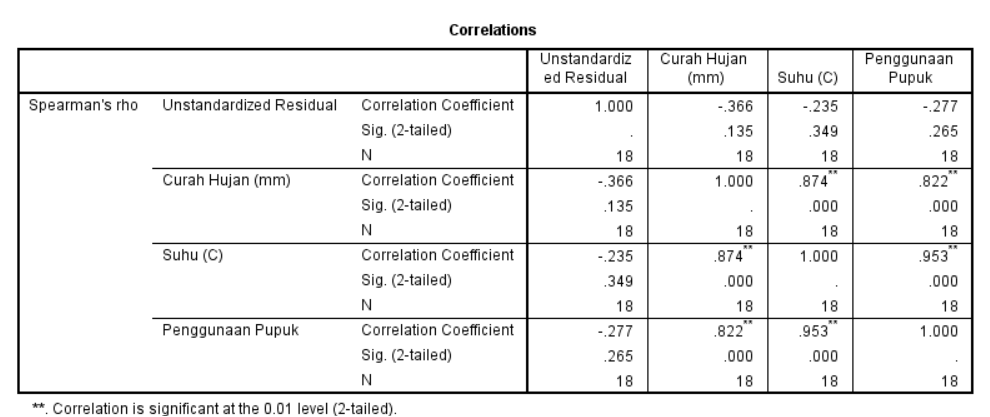 Correlations
Unstandardiz
ed Residual Curah Hujan
(mm) Suhu (C) Penggunaan
Pupuk
Spearman's rho Unstandardized Residual Correlation Coefficient 1.000 -.366 -.235 -.277
Sig. (2-tailed) . .135 .349 .265
N 18 18 18 18
Curah Hujan (mm) Correlation Coefficient -.366 1.000 .874** .822**
Sig. (2-tailed) .135 . .000 .000
N 18 18 18 18
Suhu (C) Correlation Coefficient -.235 .874** 1.000 .953**
Sig. (2-tailed) .349 .000 . .000
N 18 18 18 18
Penggunaan Pupuk Correlation Coefficient -.277 .822** .953** 1.000
Sig. (2-tailed) .265 .000 .000 .
N 18 18 18 18
**. Correlation is significant at the 0.01 level (2-tailed).